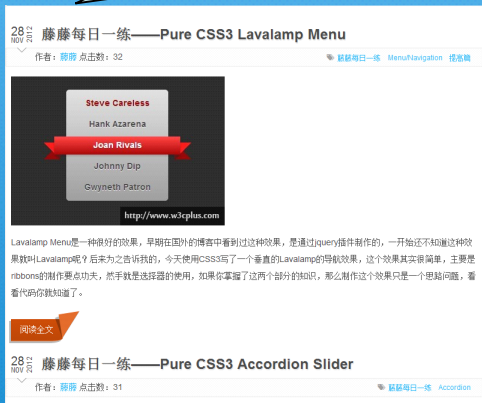 28 NOV 2012 藤藤每日一练——Pure CSS3 Lavalamp Menu
作者：藤藤 点击数：32 藤藤每日一练 Menu/Navigation 提高篇
Steve Careless
Hank Azarena
Joan Rivals
Johnny Dip
Gwyneth Patron
http://www.w3cplus.com
Lavalamp Menu是一种很好的效果，早期在国外的博客中看到过这种效果，是通过jquery插件制作的，一开始还不知道这种效
果就叫Lavalamp呢？后来为之告诉我的，今天使用CSS3写了一个垂直的Lavalamp的导航效果，这个效果其实很简单，主要是
ribbons的制作要点功夫，然手就是选择器的使用，如果你掌握了这两个部分的知识，那么制作这个效果只是一个思路问题，看
看代码你就知道了。
阅读全文
28 NOV 2012 藤藤每日一练——Pure CSS3 Accordion Slider
作者：藤藤 点击数：31 藤藤每日一练 Accordion